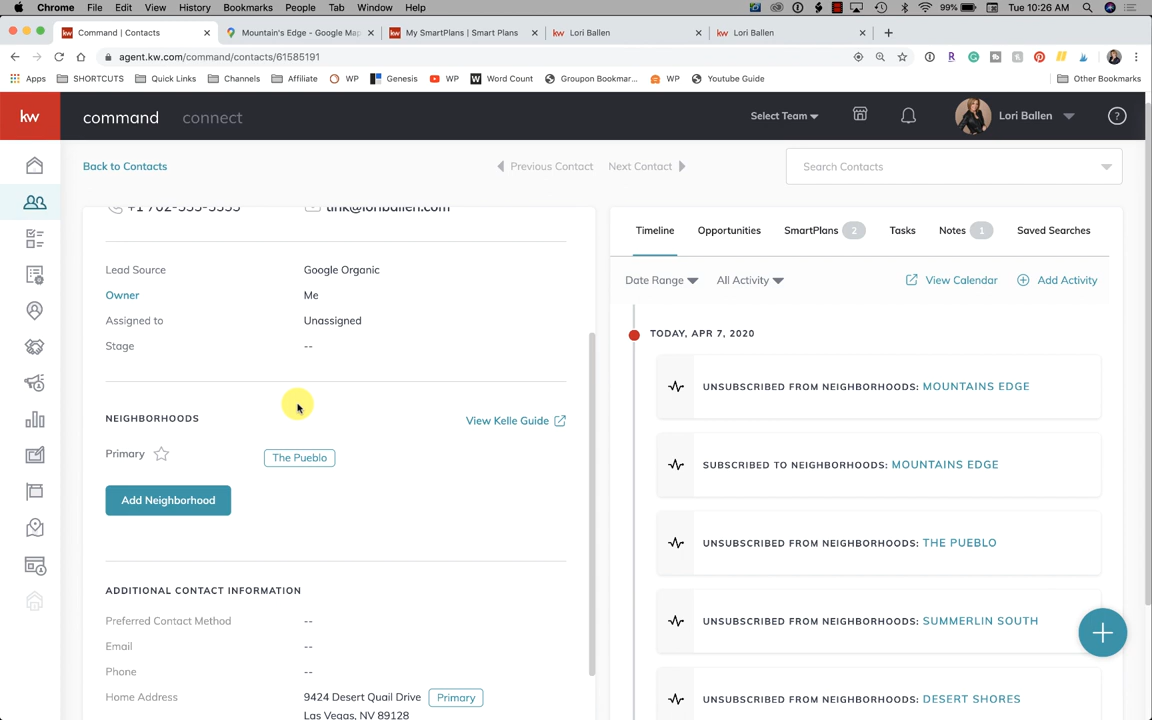 Chrome File Edit View History Bookmarks People Tab Window Help
99% Tue 10:26 AM
Command | Contacts
Mountain's Edge - Google Map
My SmartPlans | Smart Plans
Lori Ballen
Lori Ballen
agent.kw.com/command/contacts/61585191
Apps SHORTCUTS Quick Links Channels Affiliate WP Genesis WP Word Count Groupon Bookmar... WP Youtube Guide Other Bookmarks
kw command connect Select Team Lori Ballen ?
Back to Contacts Previous Contact Next Contact Search Contacts
+1 702-555-5555 link@loriballen.com
Lead Source Google Organic
Owner Me
Assigned to Unassigned
Stage --
NEIGHBORHOODS View Kelle Guide
Primary The Pueblo
Add Neighborhood
ADDITIONAL CONTACT INFORMATION
Preferred Contact Method --
Email --
Phone --
Home Address 9424 Desert Quail Drive Primary
Las Vegas, NV 89128
Timeline Opportunities SmartPlans 2 Tasks Notes 1 Saved Searches
Date Range All Activity View Calendar Add Activity
TODAY, APR 7, 2020
UNSUBSCRIBED FROM NEIGHBORHOODS: MOUNTAINS EDGE
SUBSCRIBED TO NEIGHBORHOODS: MOUNTAINS EDGE
UNSUBSCRIBED FROM NEIGHBORHOODS: THE PUEBLO
UNSUBSCRIBED FROM NEIGHBORHOODS: SUMMERLIN SOUTH
UNSUBSCRIBED FROM NEIGHBORHOODS: DESERT SHORES